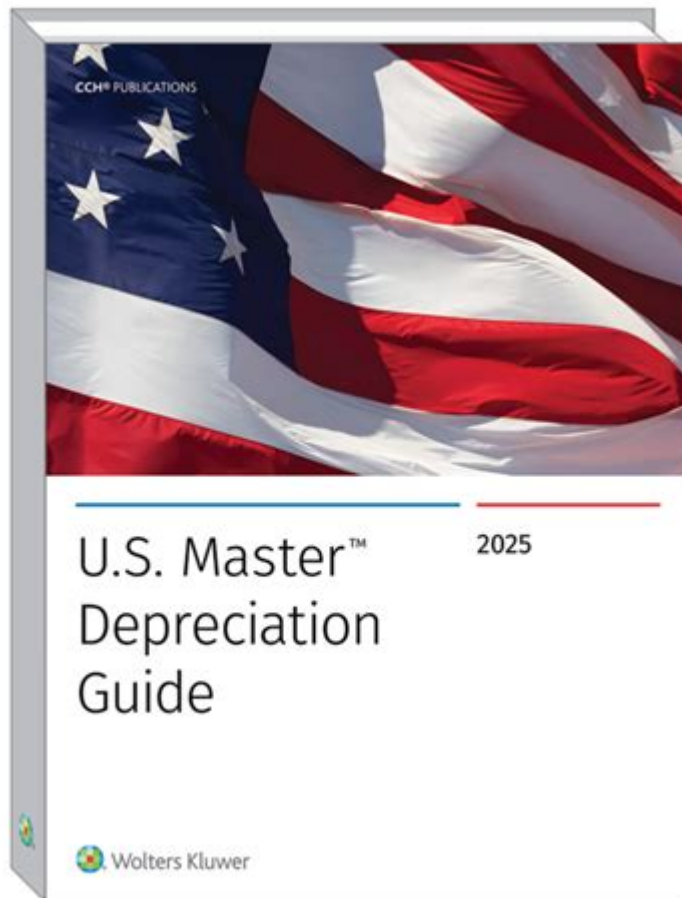 CCH® PUBLICATIONS
U.S. Master™
Depreciation
Guide
2025
Wolters Kluwer